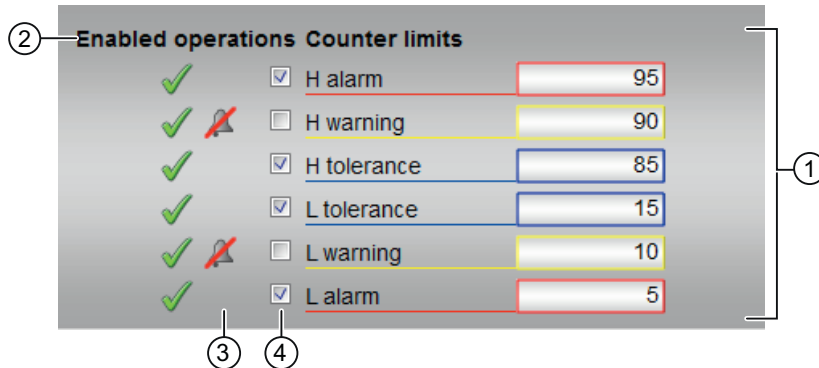 ② Enabled operations Counter limits
H alarm 95
H warning 90
H tolerance 85
①
L tolerance 15
L warning 10
L alarm 5
③ ④